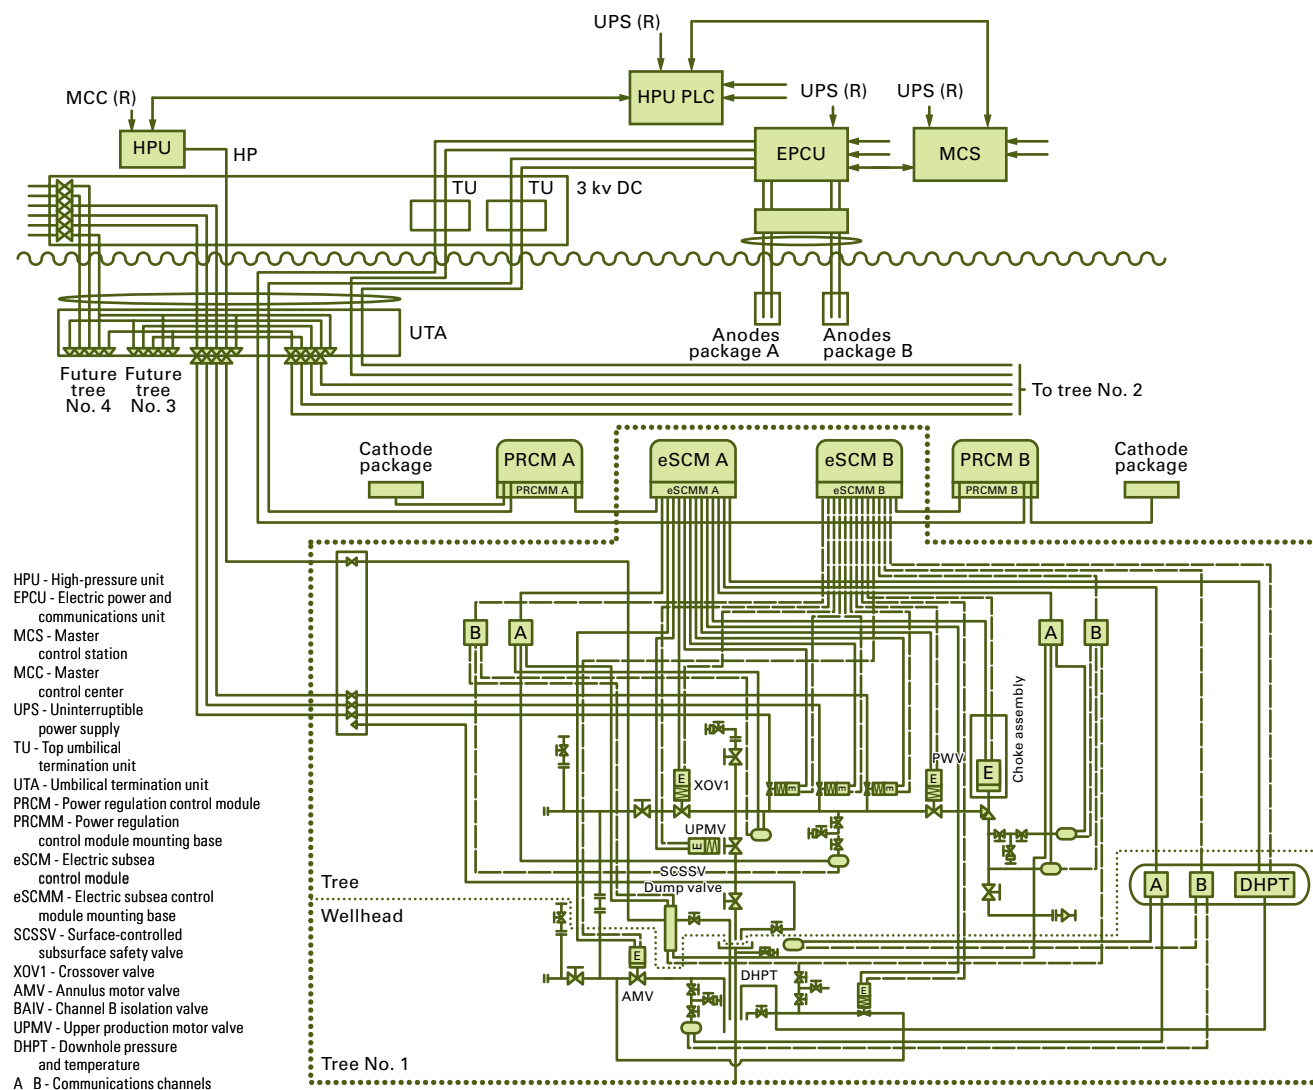 UPS (R)
HPU PLC
MCC (R)
UPS (R)
UPS (R)
HPU
HP
EPCU
MCS
TU
TU
3 kv DC
UTA
Anodes
package A
Anodes
package B
Future
tree
No. 4
Future
tree
No. 3
To tree No. 2
Cathode
package
PRCM A
PRCMM A
eSCM A
eSCMM A
eSCM B
eSCMM B
PRCM B
PRCMM B
Cathode
package
HPU - High-pressure unit
EPCU - Electric power and
communications unit
MCS - Master
control station
MCC - Master
control center
UPS - Uninterruptible
power supply
TU - Top umbilical
termination unit
UTA - Umbilical termination unit
PRCM - Power regulation control module
PRCMM - Power regulation
control module mounting base
eSCM - Electric subsea
control module
eSCMM - Electric subsea control
module mounting base
SCSSV - Surface-controlled
subsurface safety valve
XOV1 - Crossover valve
AMV - Annulus motor valve
BAIV - Channel B isolation valve
UPMV - Upper production motor valve
DHPT - Downhole pressure
and temperature
A B - Communications channels
B
A
A
B
Choke assembly
PWV
E
E
E
XOV1
E
E
E
UPMV
E
SCSSV
Dump valve
Tree
Wellhead
A
B
DHPT
E
AMV
DHPT
E
Tree No. 1